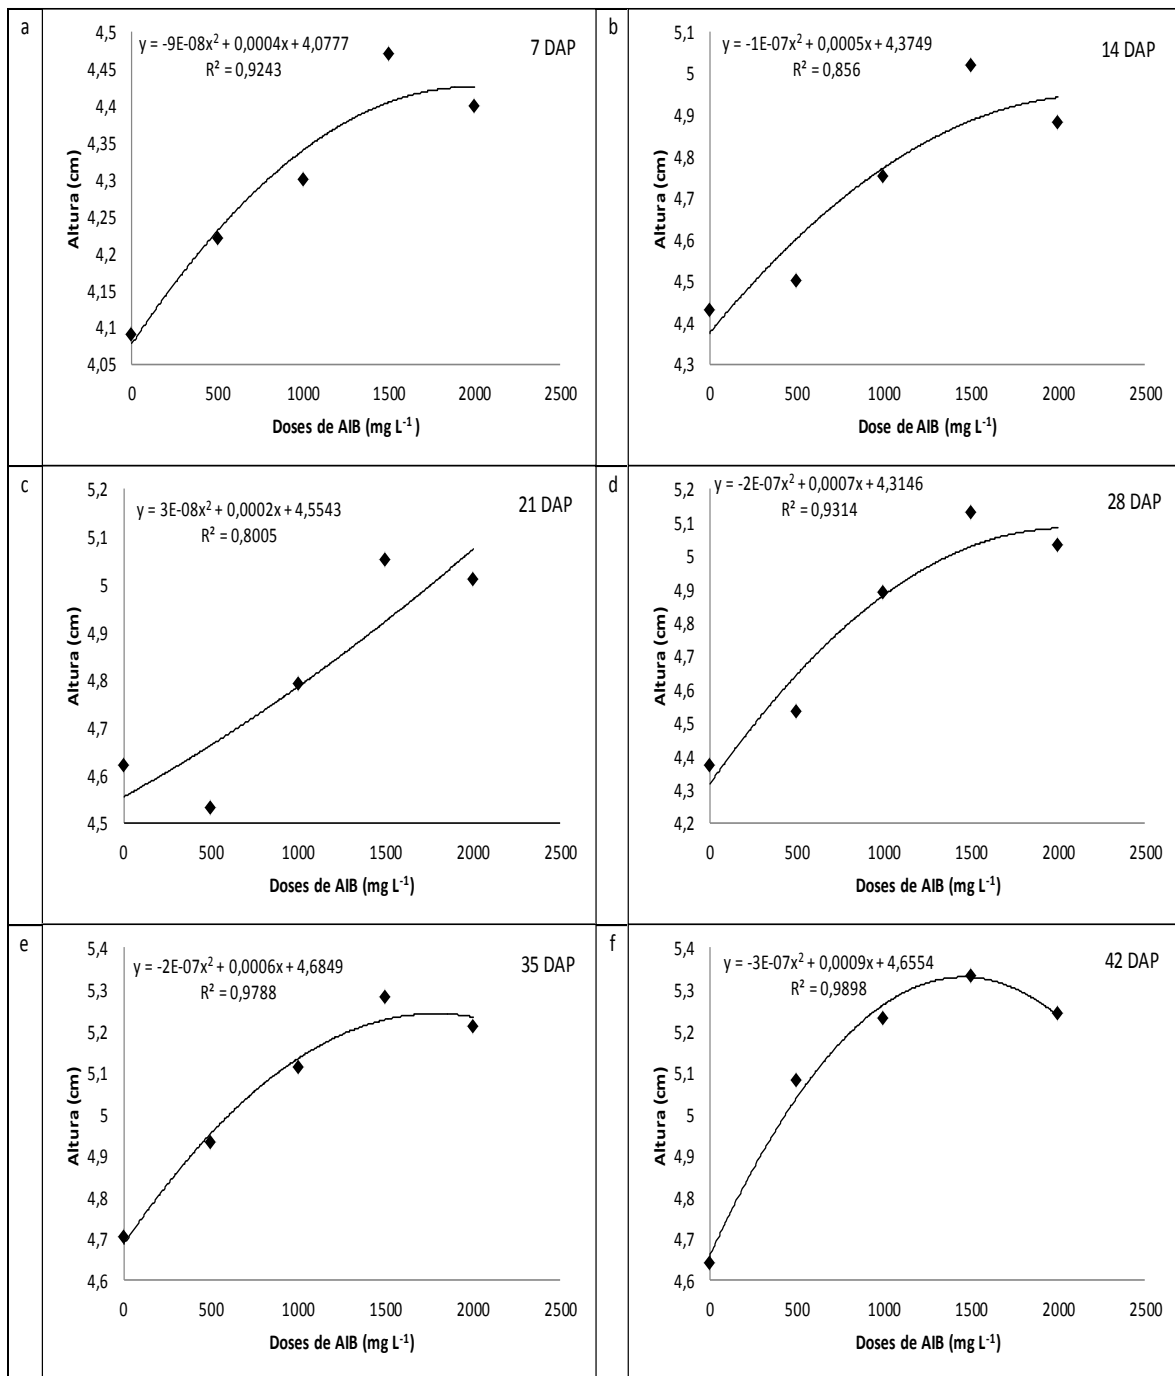 a
4,5
4,45
4,4
4,35
4,3
4,25
4,2
4,15
4,1
4,05
Altura (cm)
y = -9E-08x² + 0,0004x + 4,0777
R² = 0,9243
7 DAP
0 500 1000 1500 2000 2500
Doses de AIB (mg L⁻¹ )
b
5,1
5
4,9
4,8
4,7
4,6
4,5
4,4
4,3
Altura (cm)
y = -1E-07x² + 0,0005x + 4,3749
R² = 0,856
14 DAP
0 500 1000 1500 2000 2500
Dose de AIB (mg L⁻¹)
c
5,2
5,1
5
4,9
4,8
4,7
4,6
4,5
Altura (cm)
y = 3E-08x² + 0,0002x + 4,5543
R² = 0,8005
21 DAP
0 500 1000 1500 2000 2500
Doses de AIB (mg L⁻¹)
d
5,2
5,1
5
4,9
4,8
4,7
4,6
4,5
4,4
4,3
4,2
Altura (cm)
y = -2E-07x² + 0,0007x + 4,3146
R² = 0,9314
28 DAP
0 500 1000 1500 2000 2500
Doses de AIB (mg L⁻¹)
e
5,4
5,3
5,2
5,1
5
4,9
4,8
4,7
4,6
Altura (cm)
y = -2E-07x² + 0,0006x + 4,6849
R² = 0,9788
35 DAP
0 500 1000 1500 2000 2500
Doses de AIB (mg L⁻¹)
f
5,4
5,3
5,2
5,1
5
4,9
4,8
4,7
4,6
Altura (cm)
y = -3E-07x² + 0,0009x + 4,6554
R² = 0,9898
42 DAP
0 500 1000 1500 2000 2500
Doses de AIB (mg L⁻¹)